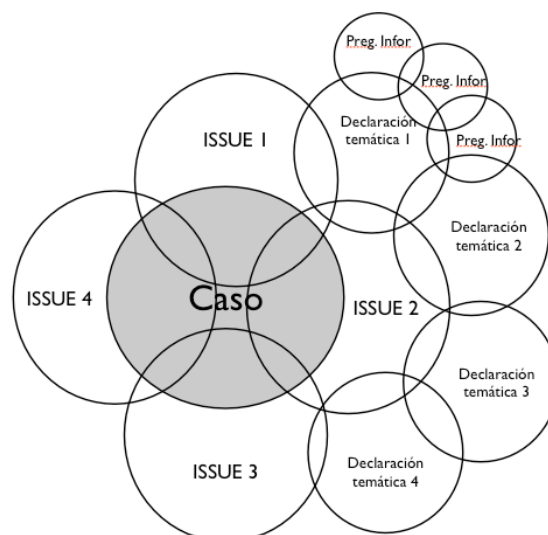 Preg. Infor
Preg. Infor
Preg. Infor
Declaración
temática 1
ISSUE 1
Declaración
temática 2
ISSUE 4
Caso
ISSUE 2
Declaración
temática 3
ISSUE 3
Declaración
temática 4